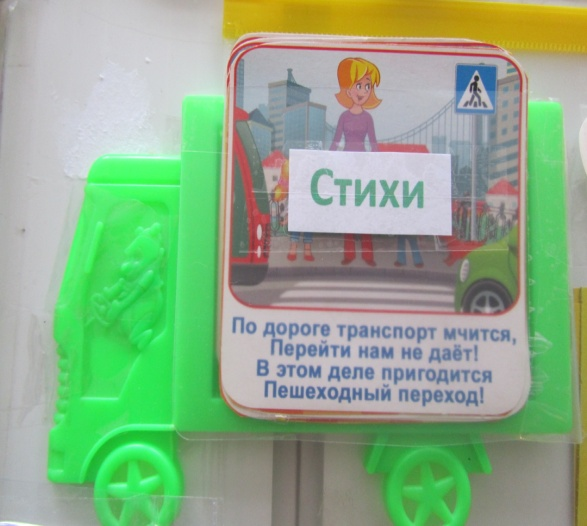 Стихи
По дороге транспорт мчится,
Перейти нам не даёт!
В этом деле пригодится
Пешеходный переход!